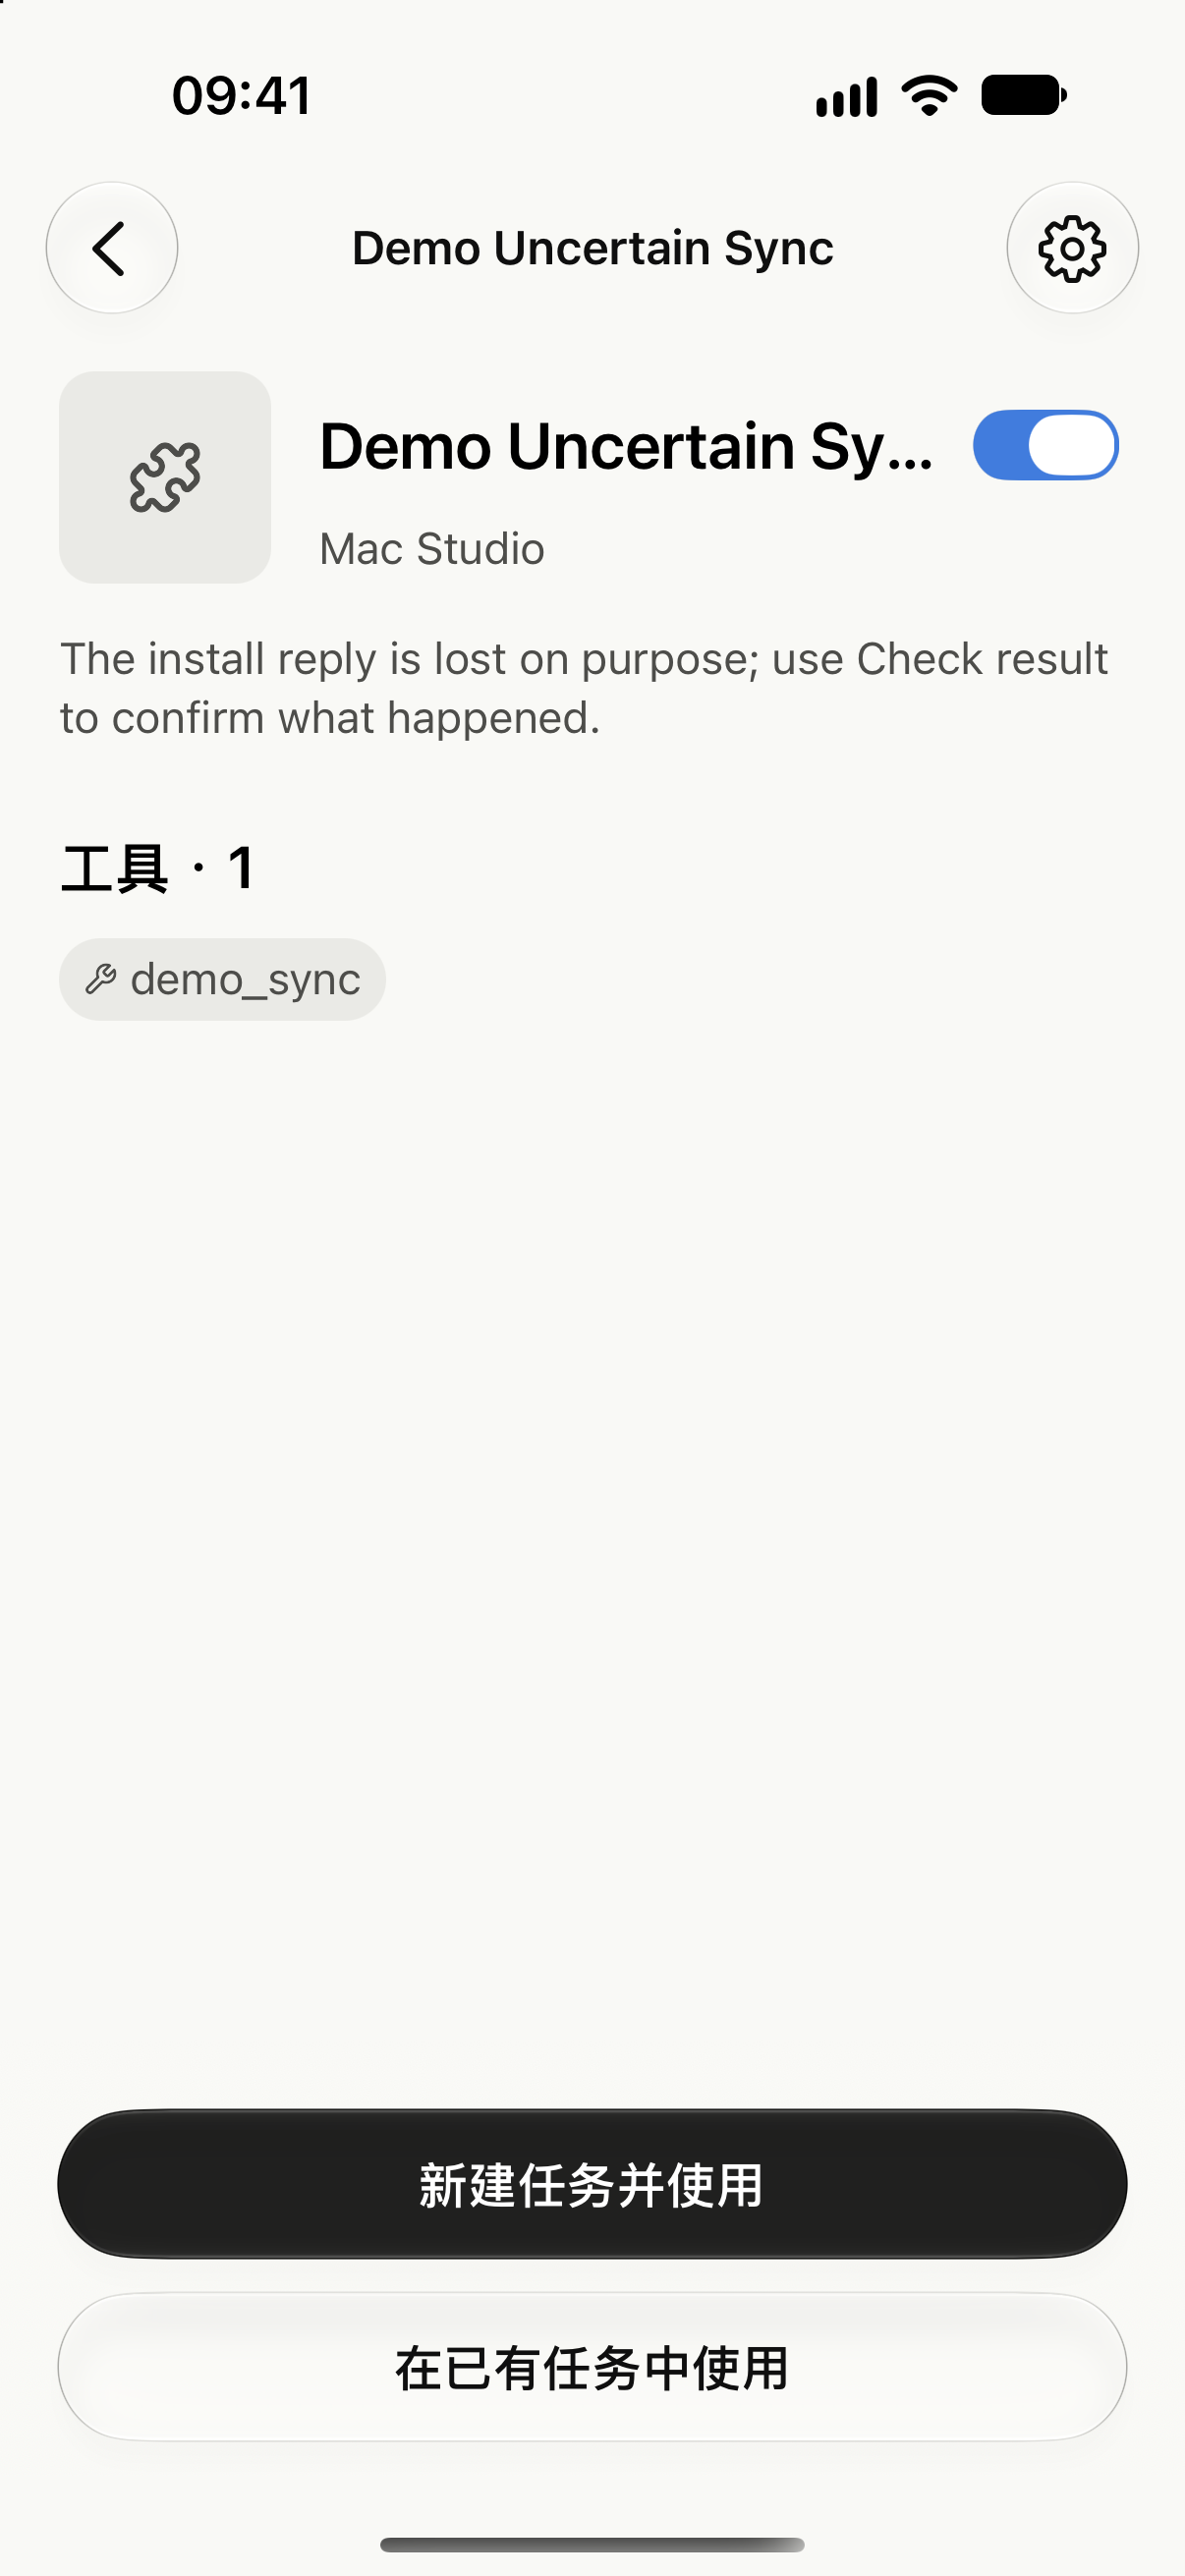 09:41
Demo Uncertain Sync
Demo Uncertain Sy...
Mac Studio
The install reply is lost on purpose; use Check result
to confirm what happened.
工具 · 1
demo_sync
新建任务并使用
在已有任务中使用